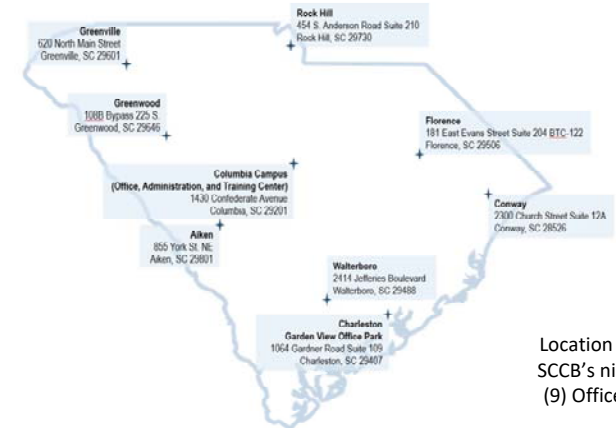 Rock Hill
454 S. Anderson Road Suite 210
Rock Hill, SC 29730
Greenville
620 North Main Street
Greenville, SC 29601
Greenwood
108B Bypass 225 S.
Greenwood, SC 29646
Florence
181 East Evans Street Suite 204 BTC-122
Florence, SC 29506
Columbia Campus
(Office, Administration, and Training Center)
1430 Confederate Avenue
Columbia, SC 29201
Conway
2300 Church Street Suite 12A
Conway, SC 28526
Aiken
855 York St. NE
Aiken, SC 29801
Walterboro
2414 Jefferies Boulevard
Walterboro, SC 29488
Charleston
Garden View Office Park
1064 Gardner Road Suite 109
Charleston, SC 29407
Location
SCCB's ni
(9) Office